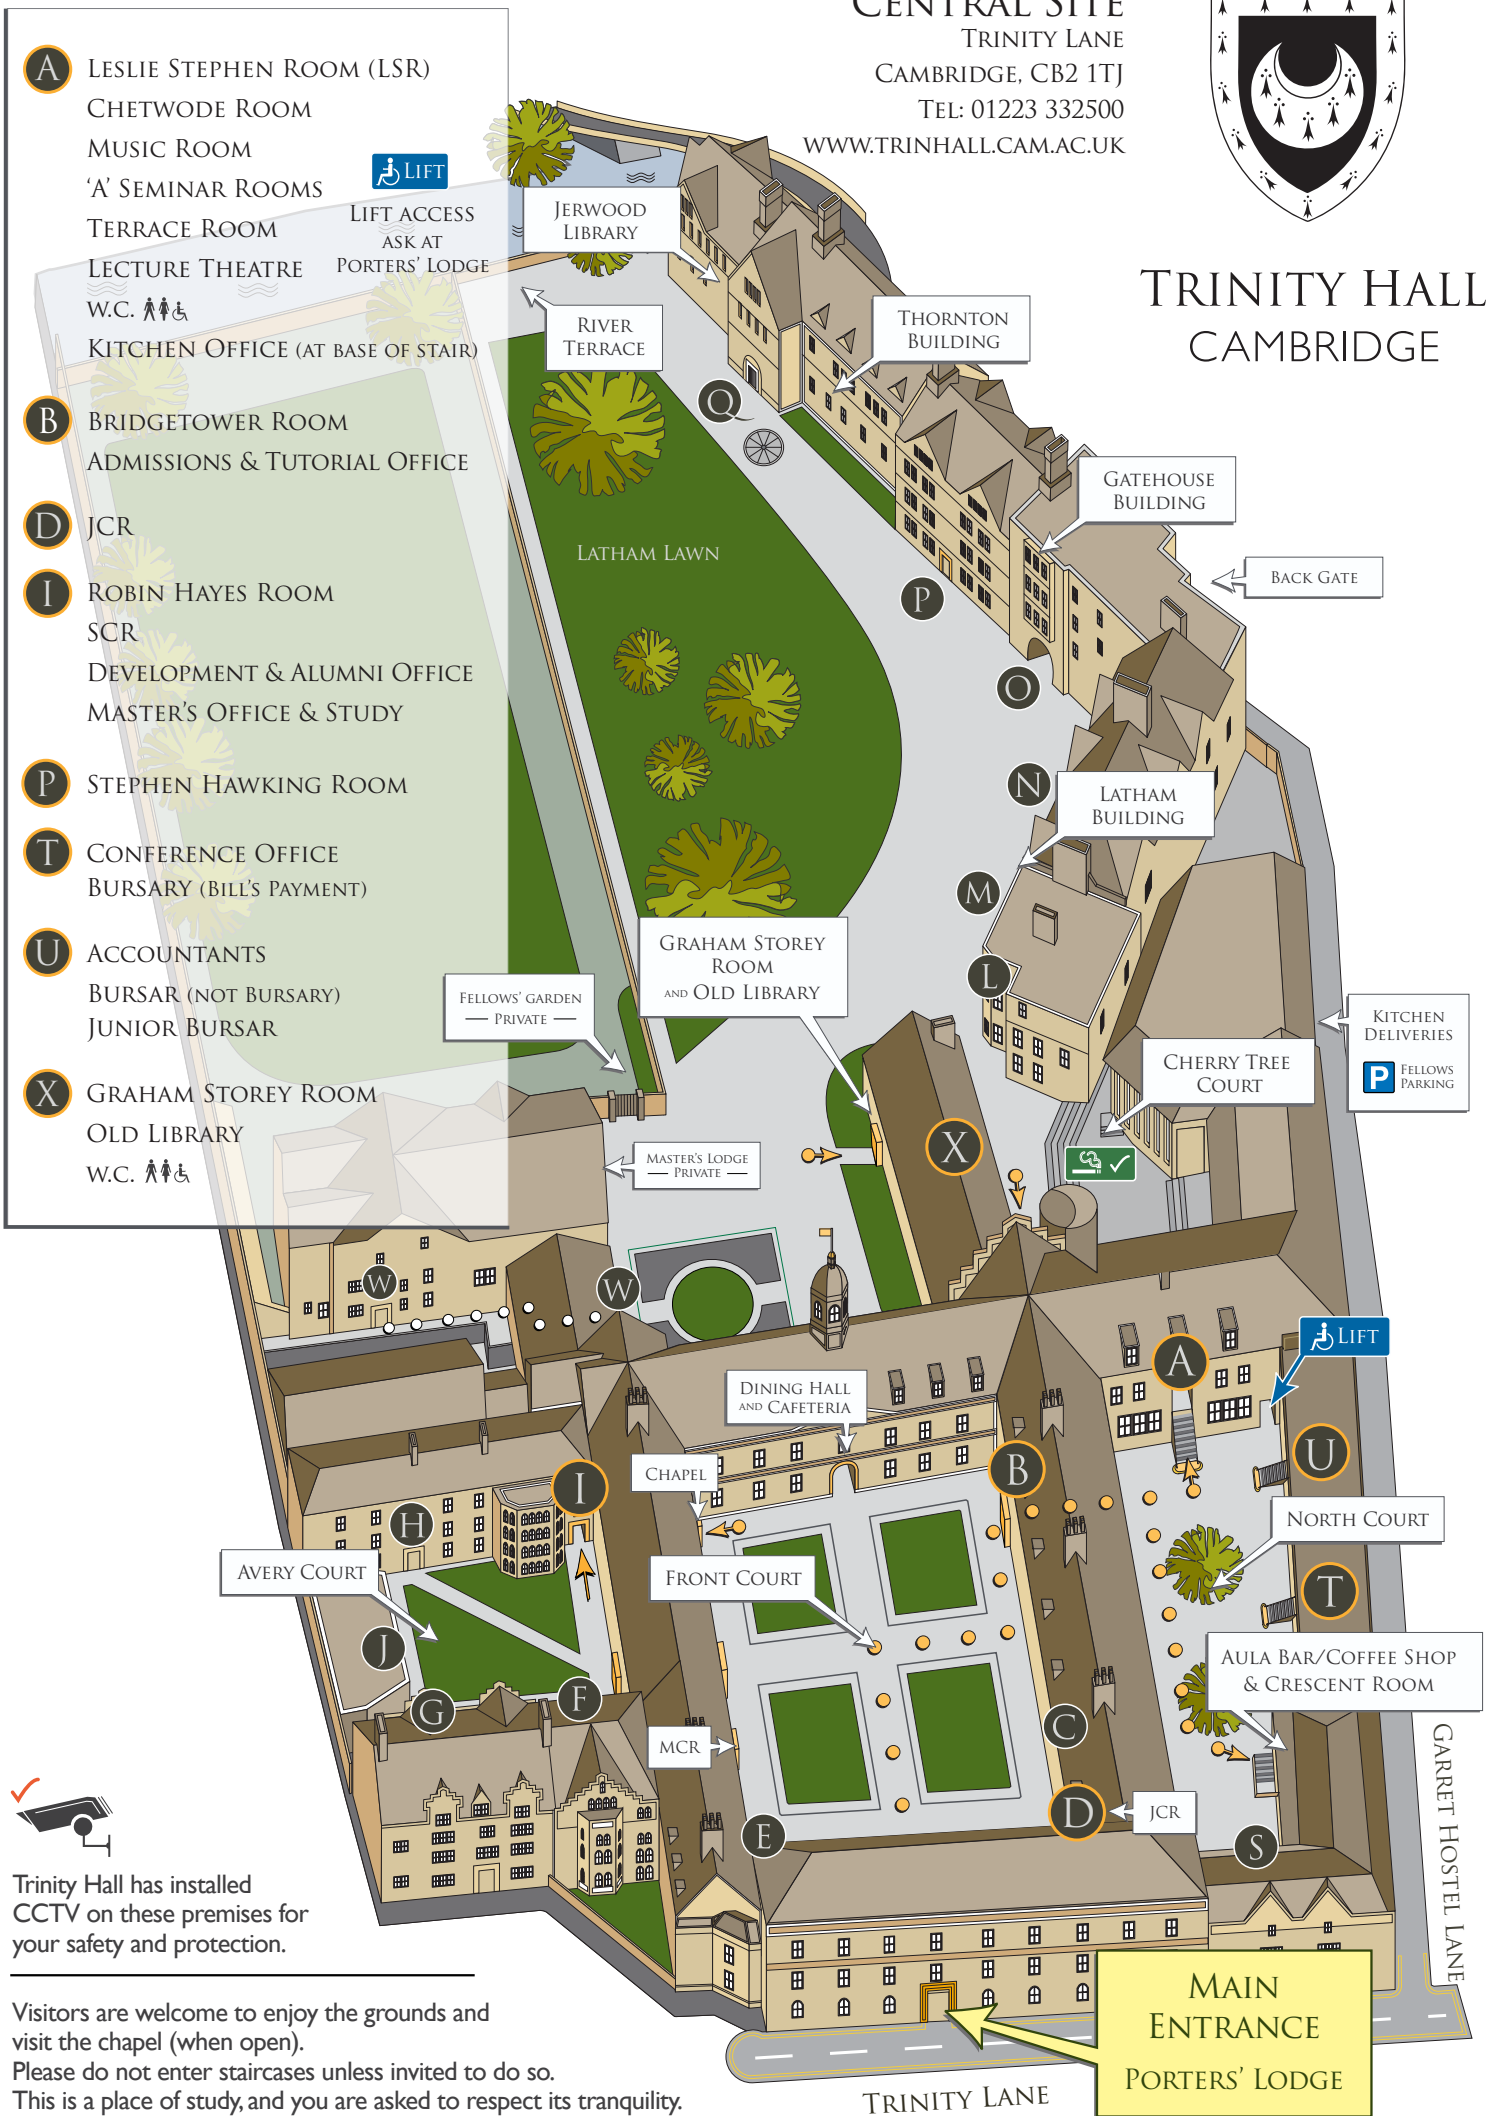 CENTRAL SITE
TRINITY LANE
CAMBRIDGE, CB2 1TJ
TEL: 01223 332500
WWW.TRINHALL.CAM.AC.UK
TRINITY HALL
CAMBRIDGE
A LESLIE STEPHEN ROOM (LSR)
CHETWODE ROOM
MUSIC ROOM
‘A’ SEMINAR ROOMS
TERRACE ROOM
LECTURE THEATRE
W.C.
KITCHEN OFFICE (AT BASE OF STAIR)
LIFT
LIFT ACCESS
ASK AT
PORTERS’ LODGE
B BRIDGETOWER ROOM
ADMISSIONS & TUTORIAL OFFICE
D JCR
I ROBIN HAYES ROOM
SCR
DEVELOPMENT & ALUMNI OFFICE
MASTER’S OFFICE & STUDY
P STEPHEN HAWKING ROOM
T CONFERENCE OFFICE
BURSARY (BILL’S PAYMENT)
U ACCOUNTANTS
BURSAR (NOT BURSARY)
JUNIOR BURSAR
X GRAHAM STOREY ROOM
OLD LIBRARY
W.C.
JERWOOD
LIBRARY
RIVER
TERRACE
THORNTON
BUILDING
Q
GATEHOUSE
BUILDING
LATHAM LAWN
BACK GATE
P
O
N
LATHAM
BUILDING
M
L
GRAHAM STOREY
ROOM
AND OLD LIBRARY
FELLOWS’ GARDEN
PRIVATE
KITCHEN
DELIVERIES
P FELLOWS
PARKING
CHERRY TREE
COURT
X
MASTER’S LODGE
PRIVATE
W
W
LIFT
A
DINING HALL
AND CAFETERIA
U
B
CHAPEL
I
H
NORTH COURT
AVERY COURT
FRONT COURT
T
J
AULA BAR/COFFEE SHOP
& CRESCENT ROOM
G
F
MCR
C
D
JCR
E
S
GARRET HOSTEL LANE
Trinity Hall has installed
CCTV on these premises for
your safety and protection.
MAIN
ENTRANCE
PORTERS’ LODGE
TRINITY LANE
Visitors are welcome to enjoy the grounds and
visit the chapel (when open).
Please do not enter staircases unless invited to do so.
This is a place of study, and you are asked to respect its tranquility.